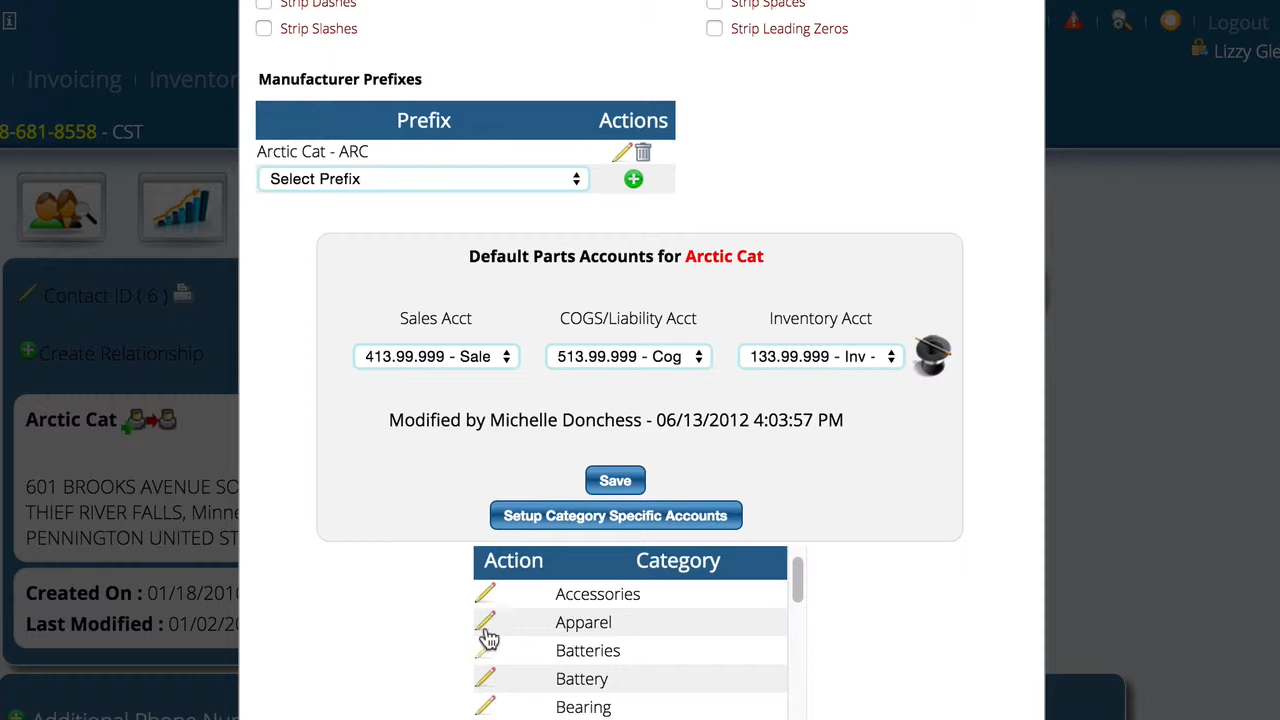 Strip Dashes
Strip Spaces
Strip Slashes
Strip Leading Zeros
Logout
Lizzy Gle
Invoicing
Inventor
8-681-8558 - CST
Manufacturer Prefixes
Prefix
Actions
Arctic Cat - ARC
Select Prefix
Default Parts Accounts for Arctic Cat
Sales Acct
COGS/Liability Acct
Inventory Acct
413.99.999 - Sale
513.99.999 - Cog
133.99.999 - Inv -
Modified by Michelle Donchess - 06/13/2012 4:03:57 PM
Save
Setup Category Specific Accounts
Action
Category
Accessories
Apparel
Batteries
Battery
Bearing
Contact ID ( 6 )
Create Relationship
Arctic Cat
601 BROOKS AVENUE SO
THIEF RIVER FALLS, Minne
PENNINGTON UNITED ST
Created On : 01/18/201
Last Modified : 01/02/20
Additional Phone Nu